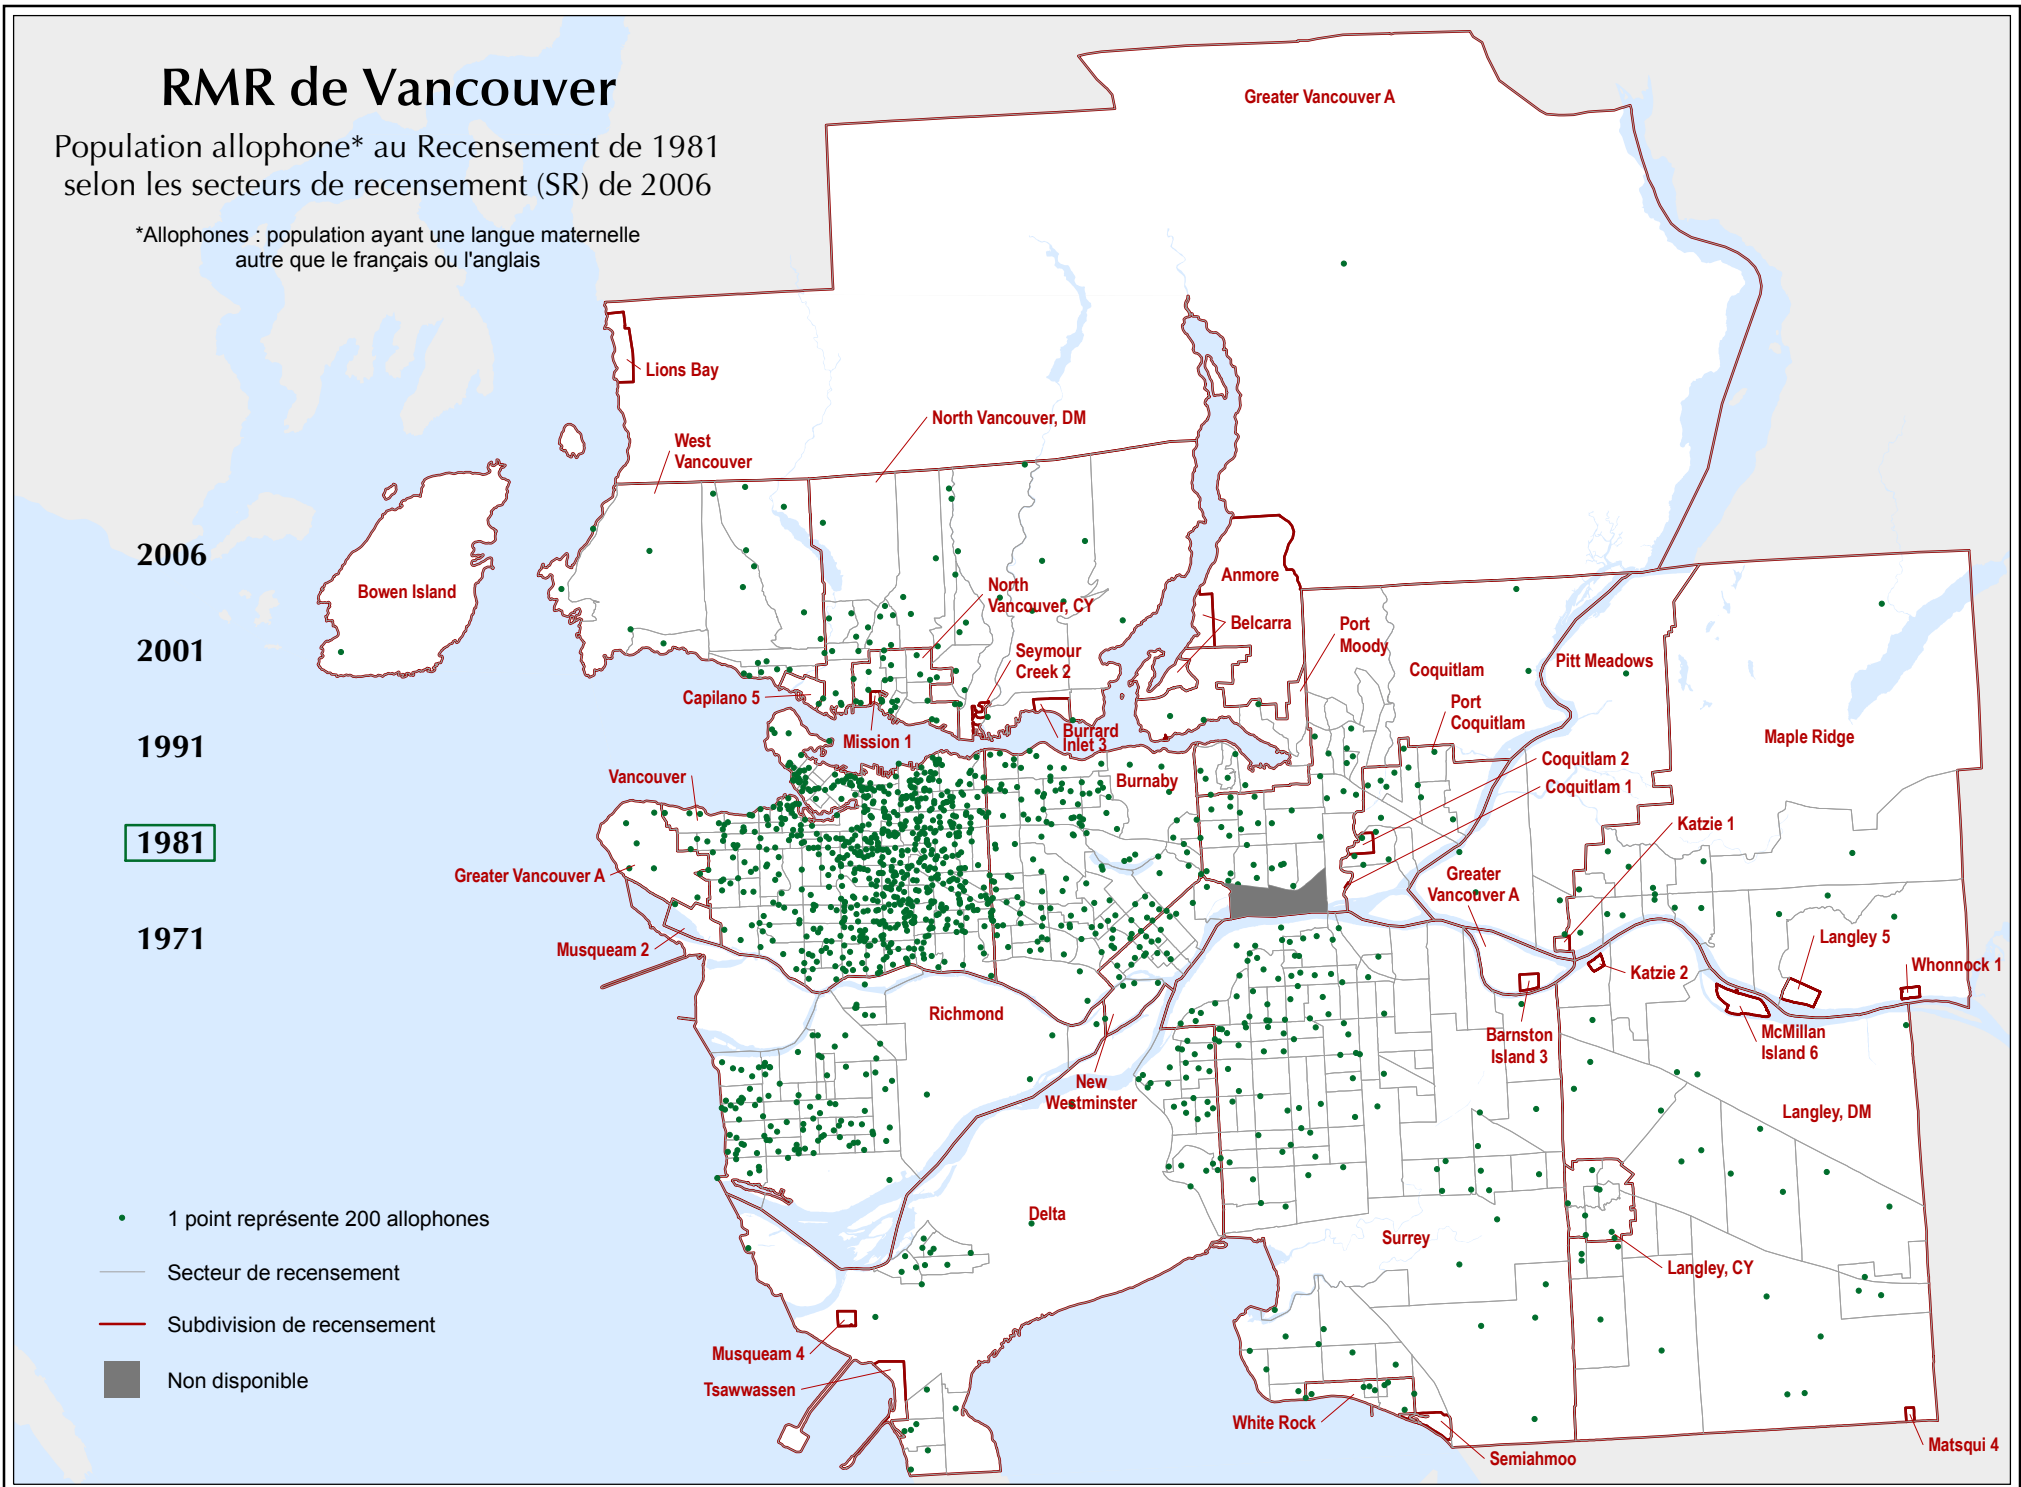 RMR de Vancouver
Population allophone* au Recensement de 1981
selon les secteurs de recensement (SR) de 2006
*Allophones : population ayant une langue maternelle
autre que le français ou l'anglais
Greater Vancouver A
Lions Bay
North Vancouver, DM
West
Vancouver
2006
Bowen Island
Anmore
North
Vancouver, CY
Belcarra
Port
Moody
2001
Seymour
Creek 2
Coquitlam
Pitt Meadows
Capilano 5
Port
Coquitlam
Burrard
Inlet 3
Mission 1
1991
Maple Ridge
Vancouver
Burnaby
Coquitlam 2
Coquitlam 1
Katzie 1
1981
Greater Vancouver A
Greater
Vancouver A
1971
Musqueam 2
Langley 5
Whonnock 1
Katzie 2
Richmond
Barnston
Island 3
McMillan
Island 6
New
Westminster
Langley, DM
1 point représente 200 allophones
Delta
Surrey
Secteur de recensement
Langley, CY
Subdivision de recensement
Musqueam 4
Non disponible
Tsawwassen
White Rock
Semiahmoo
Matsqui 4